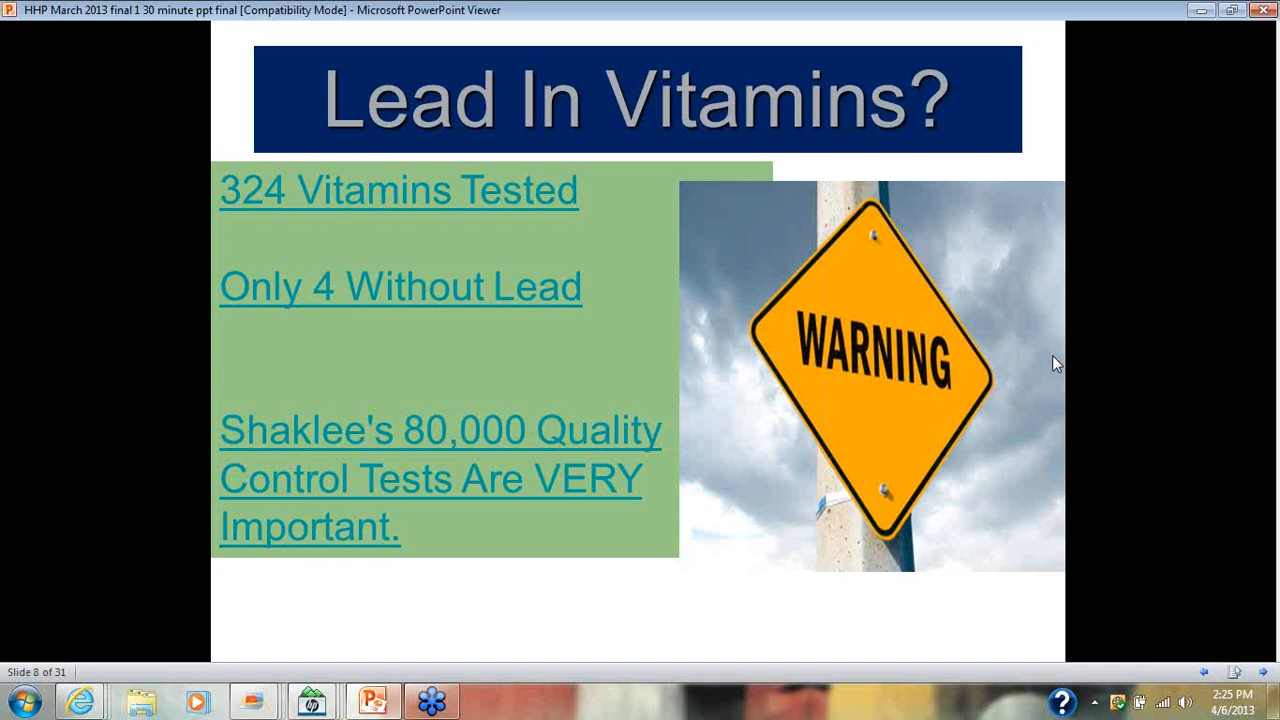 HHP March 2013 final 1 30 minute ppt final [Compatibility Mode] - Microsoft PowerPoint Viewer
Lead In Vitamins?
324 Vitamins Tested
Only 4 Without Lead
Shaklee's 80,000 Quality
Control Tests Are VERY
Important.
WARNING
Slide 8 of 31
2:25 PM
4/6/2013